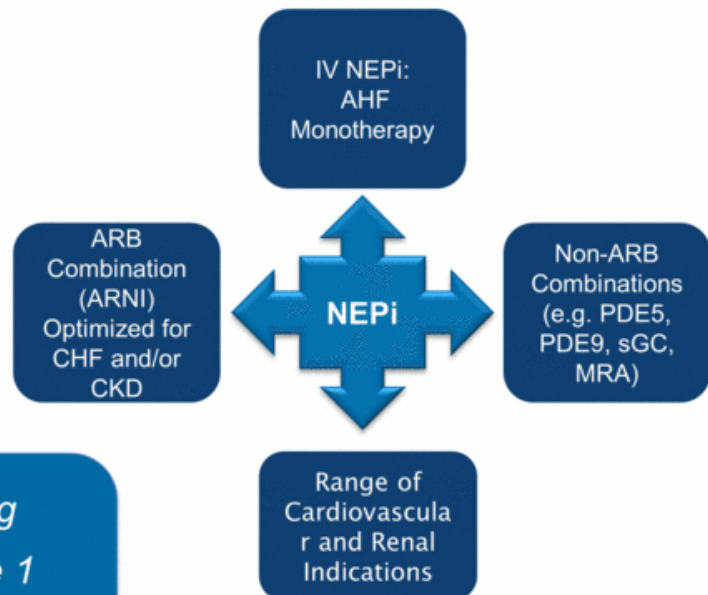 IV NEPi:
AHF
Monotherapy
ARB
Combination
(ARNI)
Optimized for
CHF and/or
CKD
NEPi
Non-ARB
Combinations
(e.g. PDE5,
PDE9, sGC,
MRA)
Range of
Cardiovascula
r and Renal
Indications
1